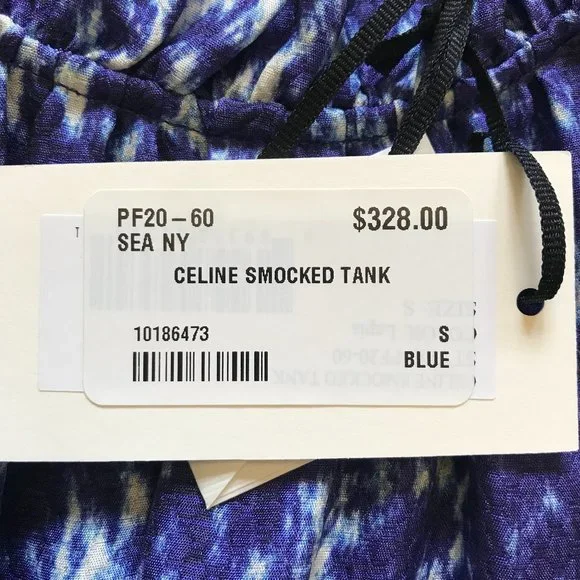 PF20-60 $328.00
SEA NY
CELINE SMOCKED TANK
10186473 S
BLUE